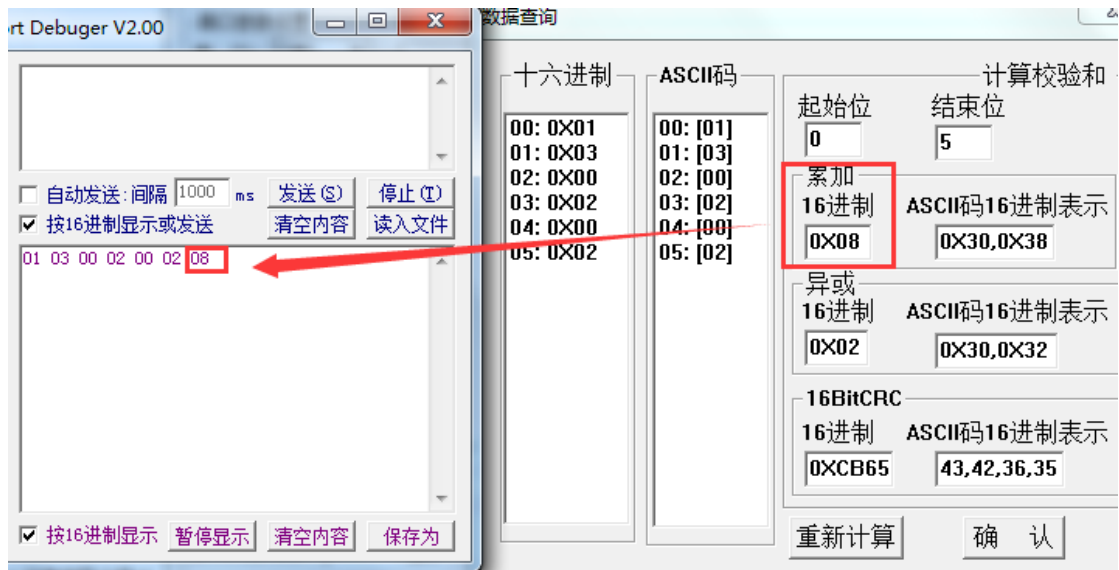 rt Debuger V2.00
自动发送:间隔 1000 ms 发送(S) 停止(T)
按16进制显示或发送 清空内容 读入文件
01 03 00 02 00 02 08
按16进制显示 暂停显示 清空内容 保存为
数据查询
十六进制
00: 0X01
01: 0X03
02: 0X00
03: 0X02
04: 0X00
05: 0X02
ASCII码
00: [01]
01: [03]
02: [00]
03: [02]
04: [00]
05: [02]
计算校验和
起始位 结束位
0 5
累加
16进制 ASCII码16进制表示
0X08 0X30,0X38
异或
16进制 ASCII码16进制表示
0X02 0X30,0X32
16BitCRC
16进制 ASCII码16进制表示
0XCB65 43,42,36,35
重新计算 确 认